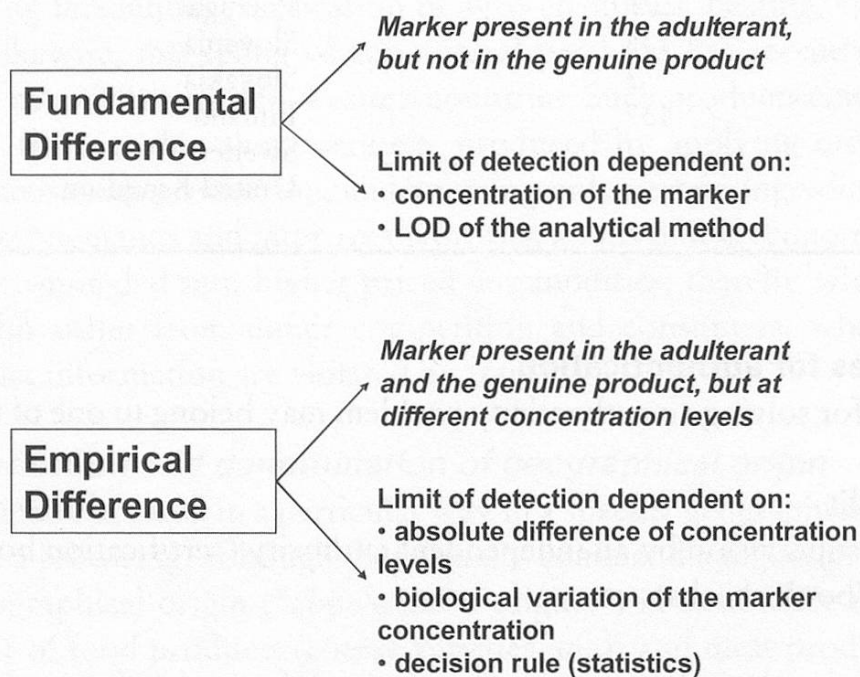 Marker present in the adulterant,
but not in the genuine product
Fundamental
Difference
Limit of detection dependent on:
• concentration of the marker
• LOD of the analytical method
Marker present in the adulterant
and the genuine product, but at
different concentration levels
Empirical
Difference
Limit of detection dependent on:
• absolute difference of concentration
levels
• biological variation of the marker
concentration
• decision rule (statistics)